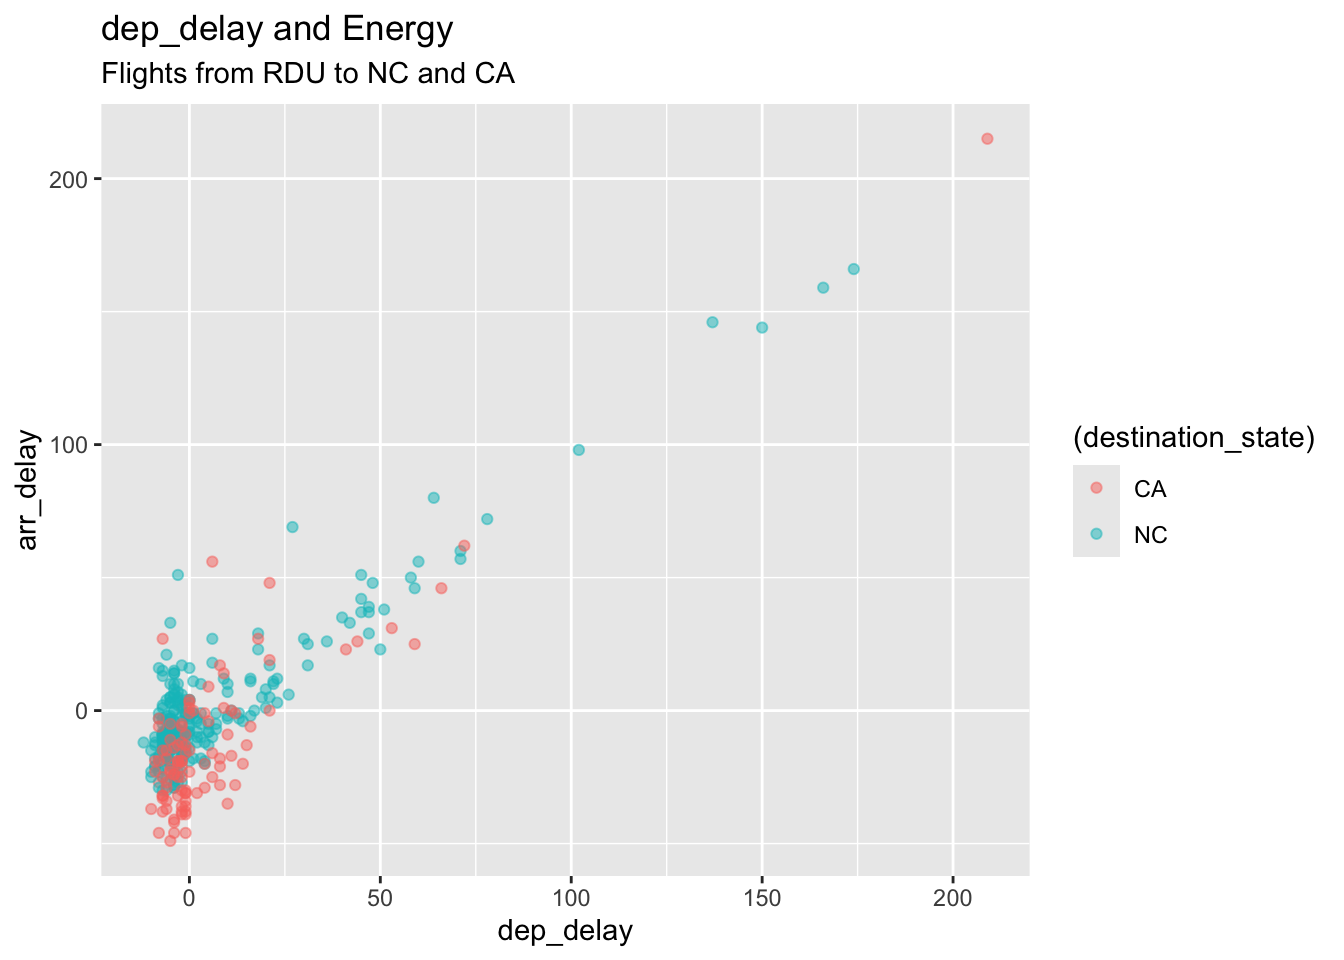 dep_delay and Energy
Flights from RDU to NC and CA
200
100
0
arr_delay
0 50 100 150 200
dep_delay
(destination_state)
CA
NC